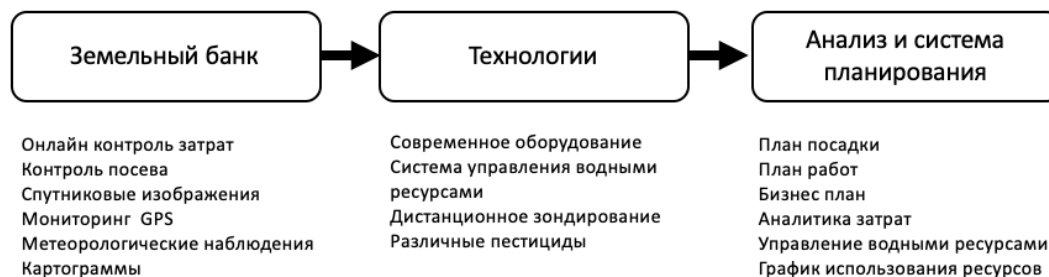 Земельный банк
Технологии
Анализ и система
планирования
Онлайн контроль затрат
Контроль посева
Спутниковые изображения
Мониторинг GPS
Метеорологические наблюдения
Картограммы
Современное оборудование
Система управления водными
ресурсами
Дистанционное зондирование
Различные пестициды
План посадки
План работ
Бизнес план
Аналитика затрат
Управление водными ресурсами
График использования ресурсов